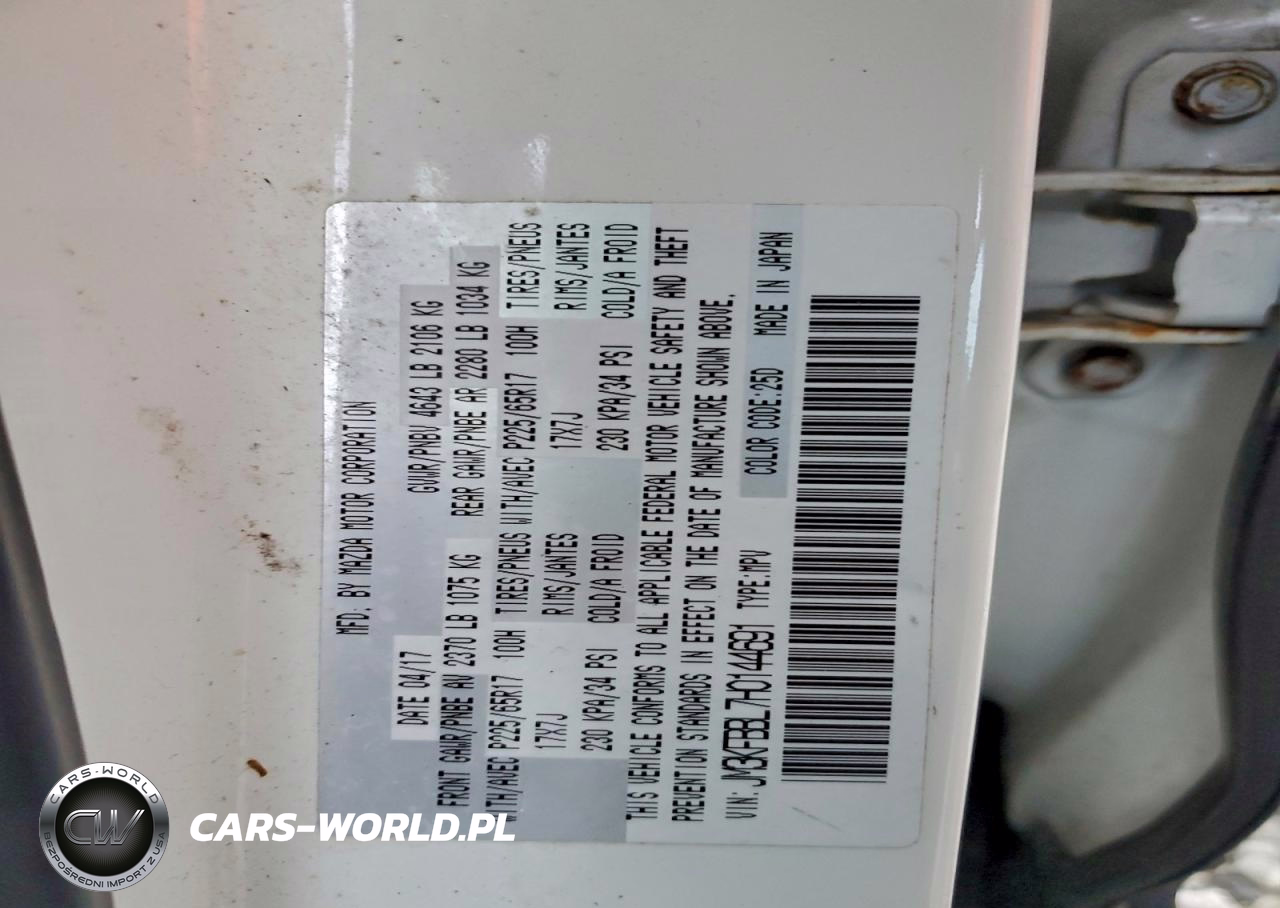 MFD. BY MAZDA MOTOR CORPORATION
DATE 04/17 GVWR/PNBV 4643 LB 2106 KG
FRONT GAWR/PNBE AV 2370 LB 1075 KG REAR GAWR/PNBE AR 2280 LB 1034 KG
WITH/AVEC P225/65R17 100H TIRES/PNEUS WITH/AVEC P225/65R17 100H TIRES/PNEUS
17X7J RIMS/JANTES 17X7J RIMS/JANTES
230 KPA/34 PSI COLD/A FROID 230 KPA/34 PSI COLD/A FROID
THIS VEHICLE CONFORMS TO ALL APPLICABLE FEDERAL MOTOR VEHICLE SAFETY AND THEFT
PREVENTION STANDARDS IN EFFECT ON THE DATE OF MANUFACTURE SHOWN ABOVE.
VIN: JM3KFBBL7H0144691 TYPE:MPV COLOR CODE:25D MADE IN JAPAN
CARS-WORLD
CW
BEZPOŚREDNI IMPORT Z USA
CARS-WORLD.PL